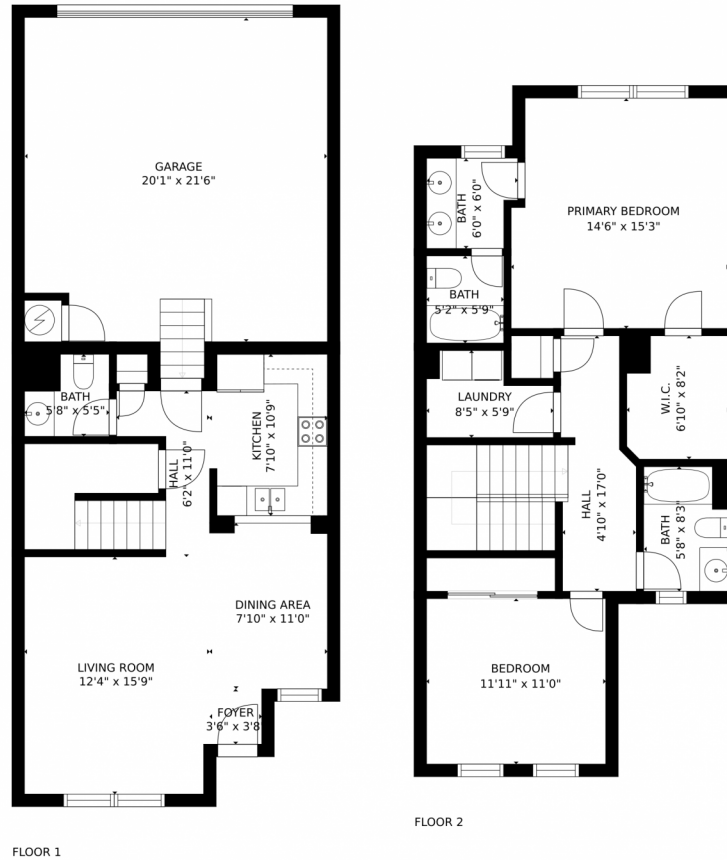 GARAGE
20'1" x 21'6"
BATH
5'8" x 5'5"
HALL
6'2" x 11'0"
KITCHEN
7'10" x 10'9"
DINING AREA
7'10" x 11'0"
LIVING ROOM
12'4" x 15'9"
FOYER
3'6" x 3'8"
FLOOR 1
BATH
6'0" x 6'0"
PRIMARY BEDROOM
14'6" x 15'3"
BATH
5'2" x 5'9"
LAUNDRY
8'5" x 5'9"
W.I.C.
6'10" x 8'2"
HALL
4'10" x 17'0"
BATH
5'8" x 8'3"
BEDROOM
11'11" x 11'0"
FLOOR 2